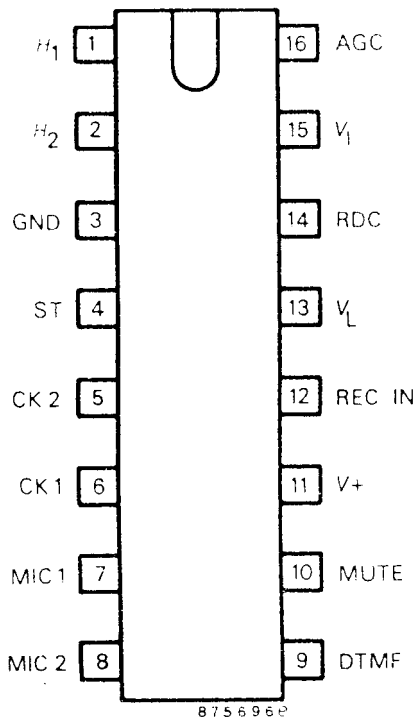 H1 1 16 AGC
H2 2 15 VI
GND 3 14 RDC
ST 4 13 VL
CK 2 5 12 REC IN
CK 1 6 11 V+
MIC 1 7 10 MUTE
MIC 2 8 9 DTMF
875696e